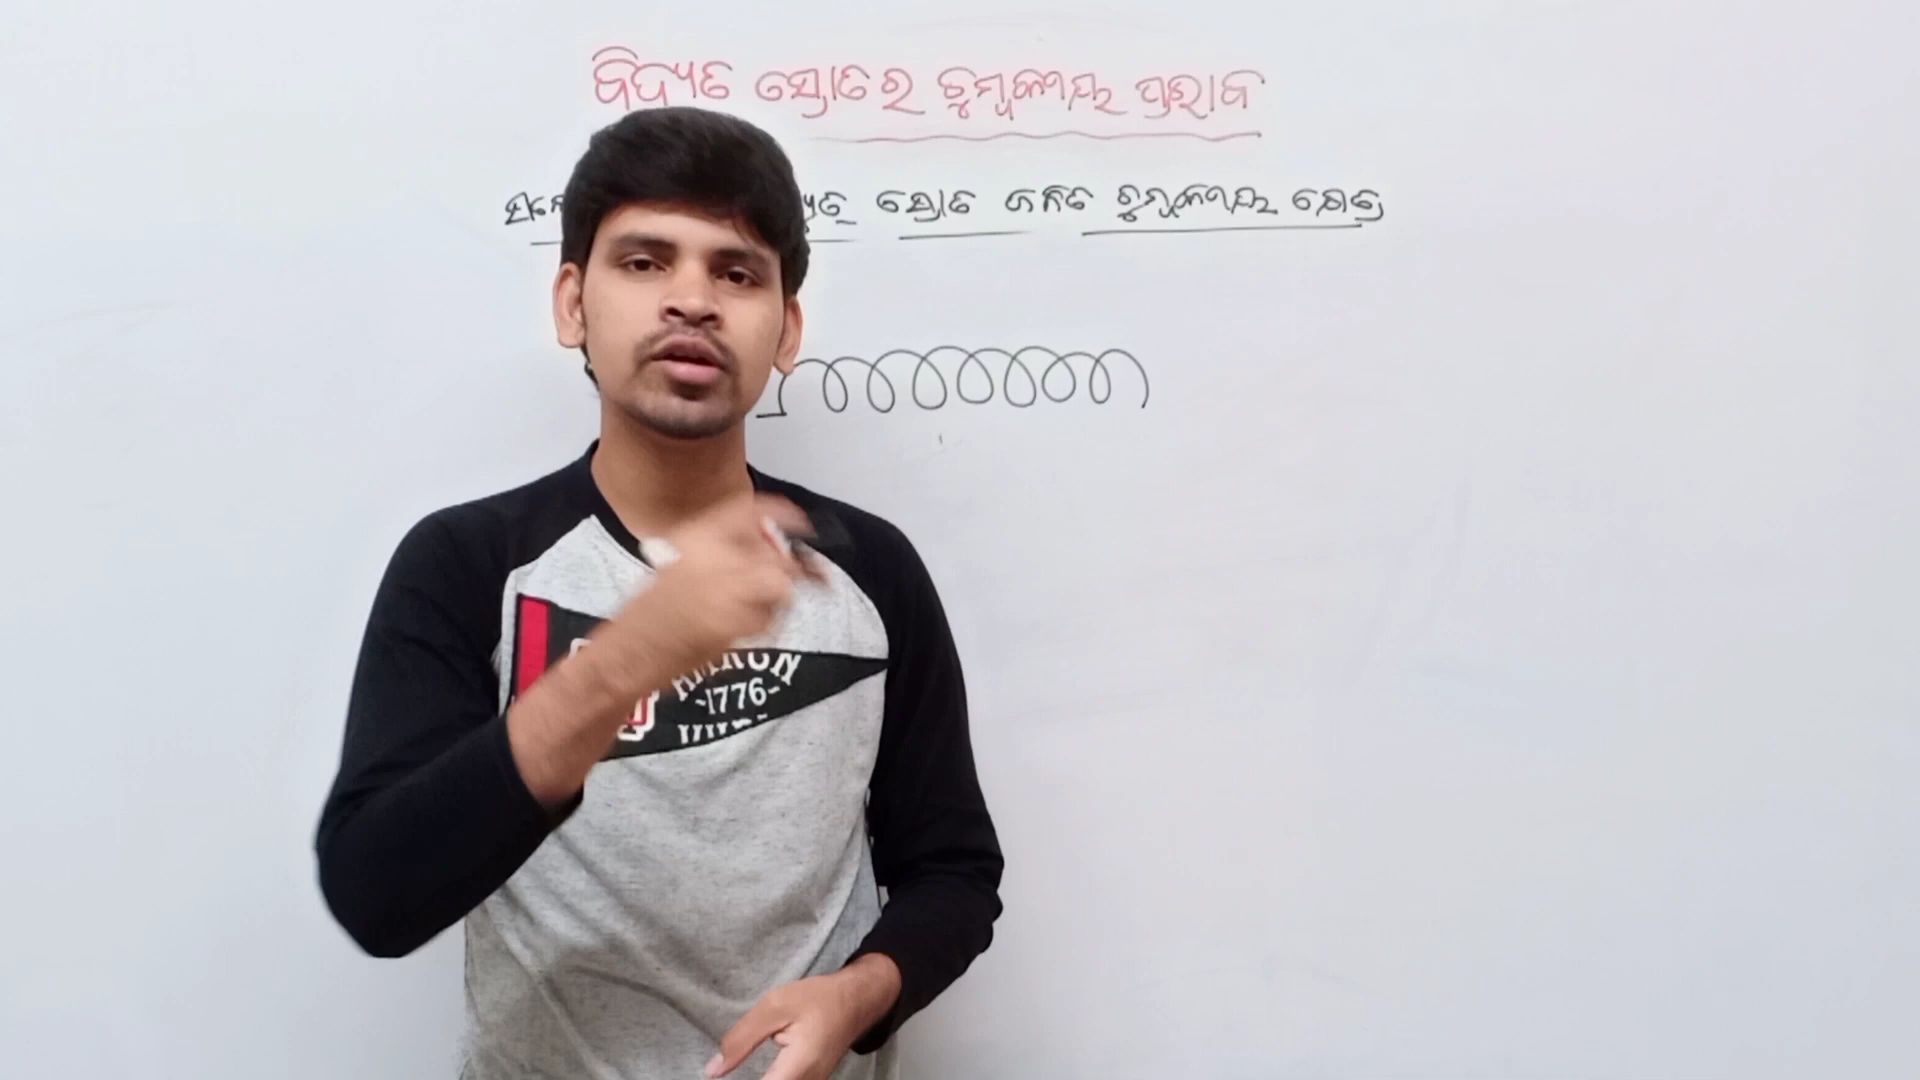 ବିଦ୍ୟୁତ ସ୍ରୋତର ଚୁମ୍ବକୀୟ ପ୍ରଭାବ
ସ୍ରୋତ ଜନିତ ଚୁମ୍ବକୀୟ କ୍ଷେତ୍ର
-1776-